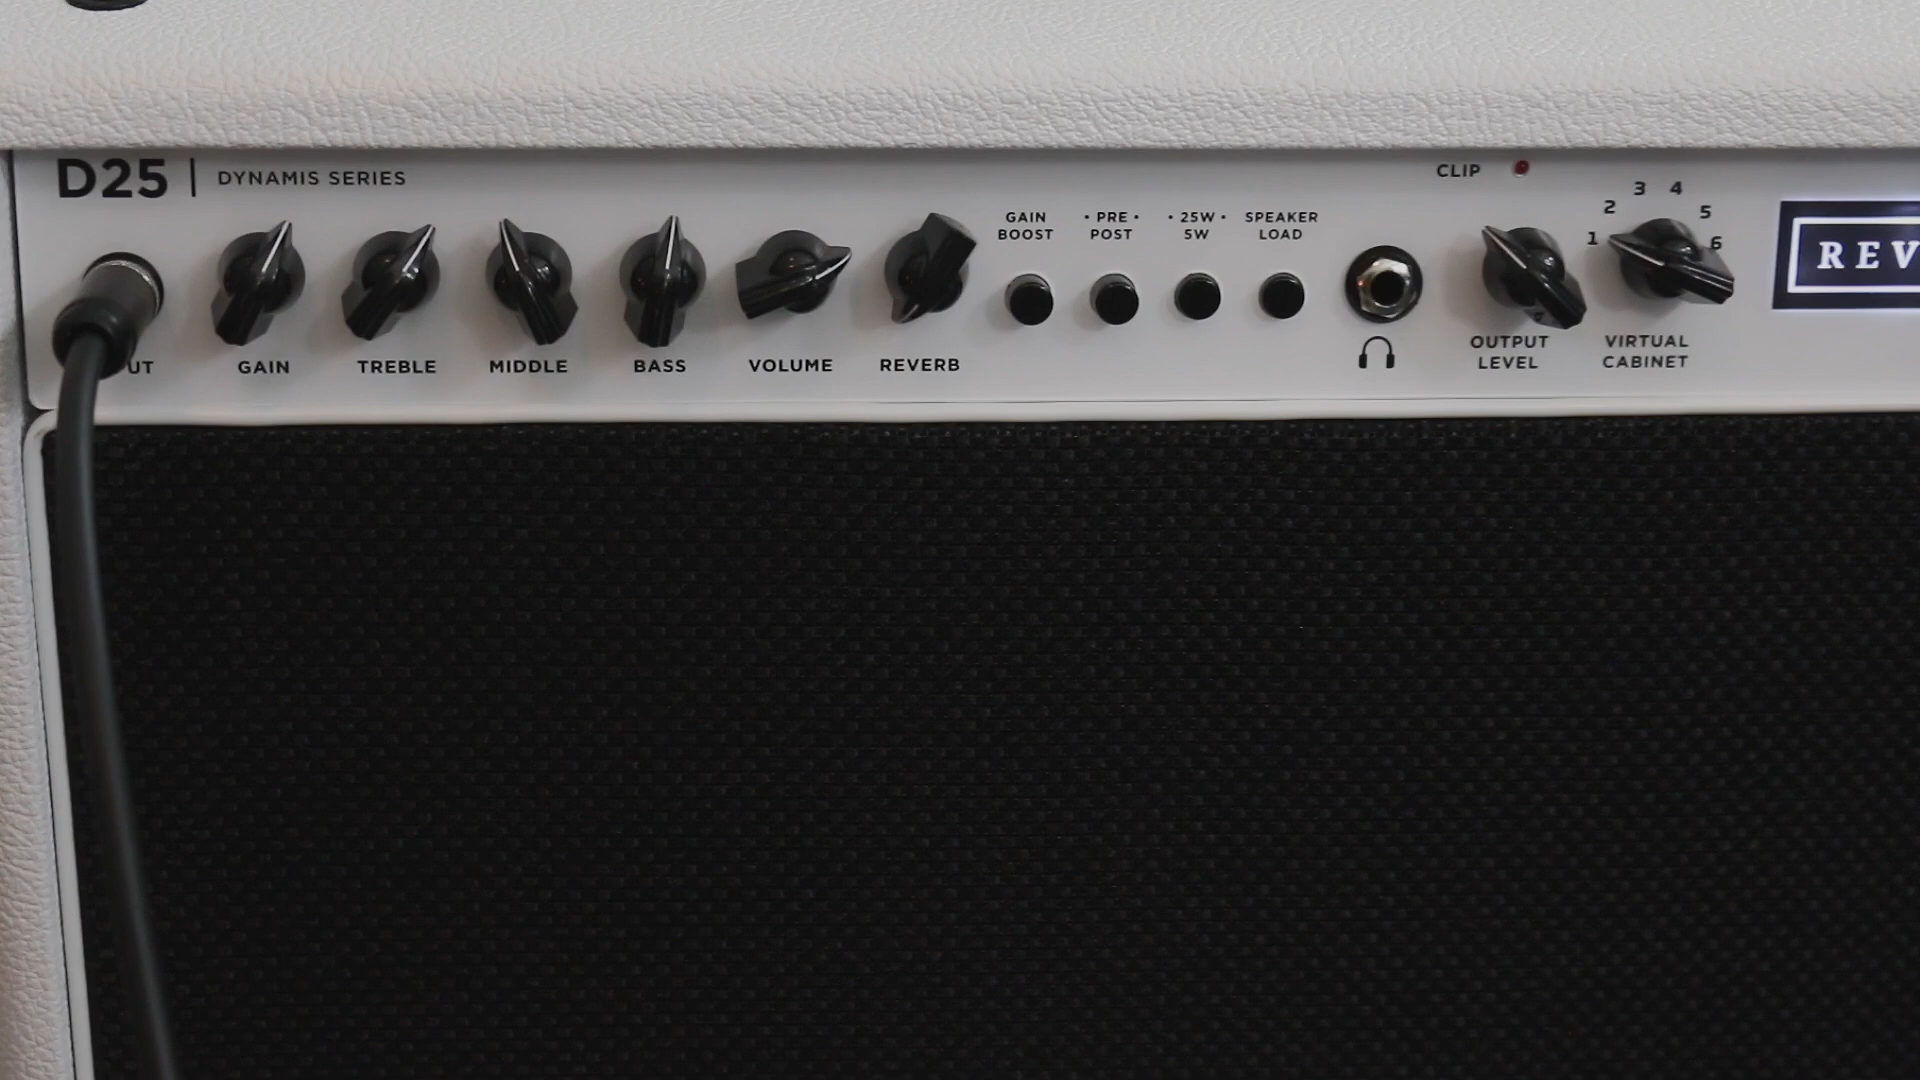 D25 | DYNAMIS SERIES
CLIP
1 2 3 4 5 6
GAIN BOOST
• PRE • POST
• 25W • 5W
SPEAKER LOAD
REV
UT
GAIN
TREBLE
MIDDLE
BASS
VOLUME
REVERB
OUTPUT LEVEL
VIRTUAL CABINET